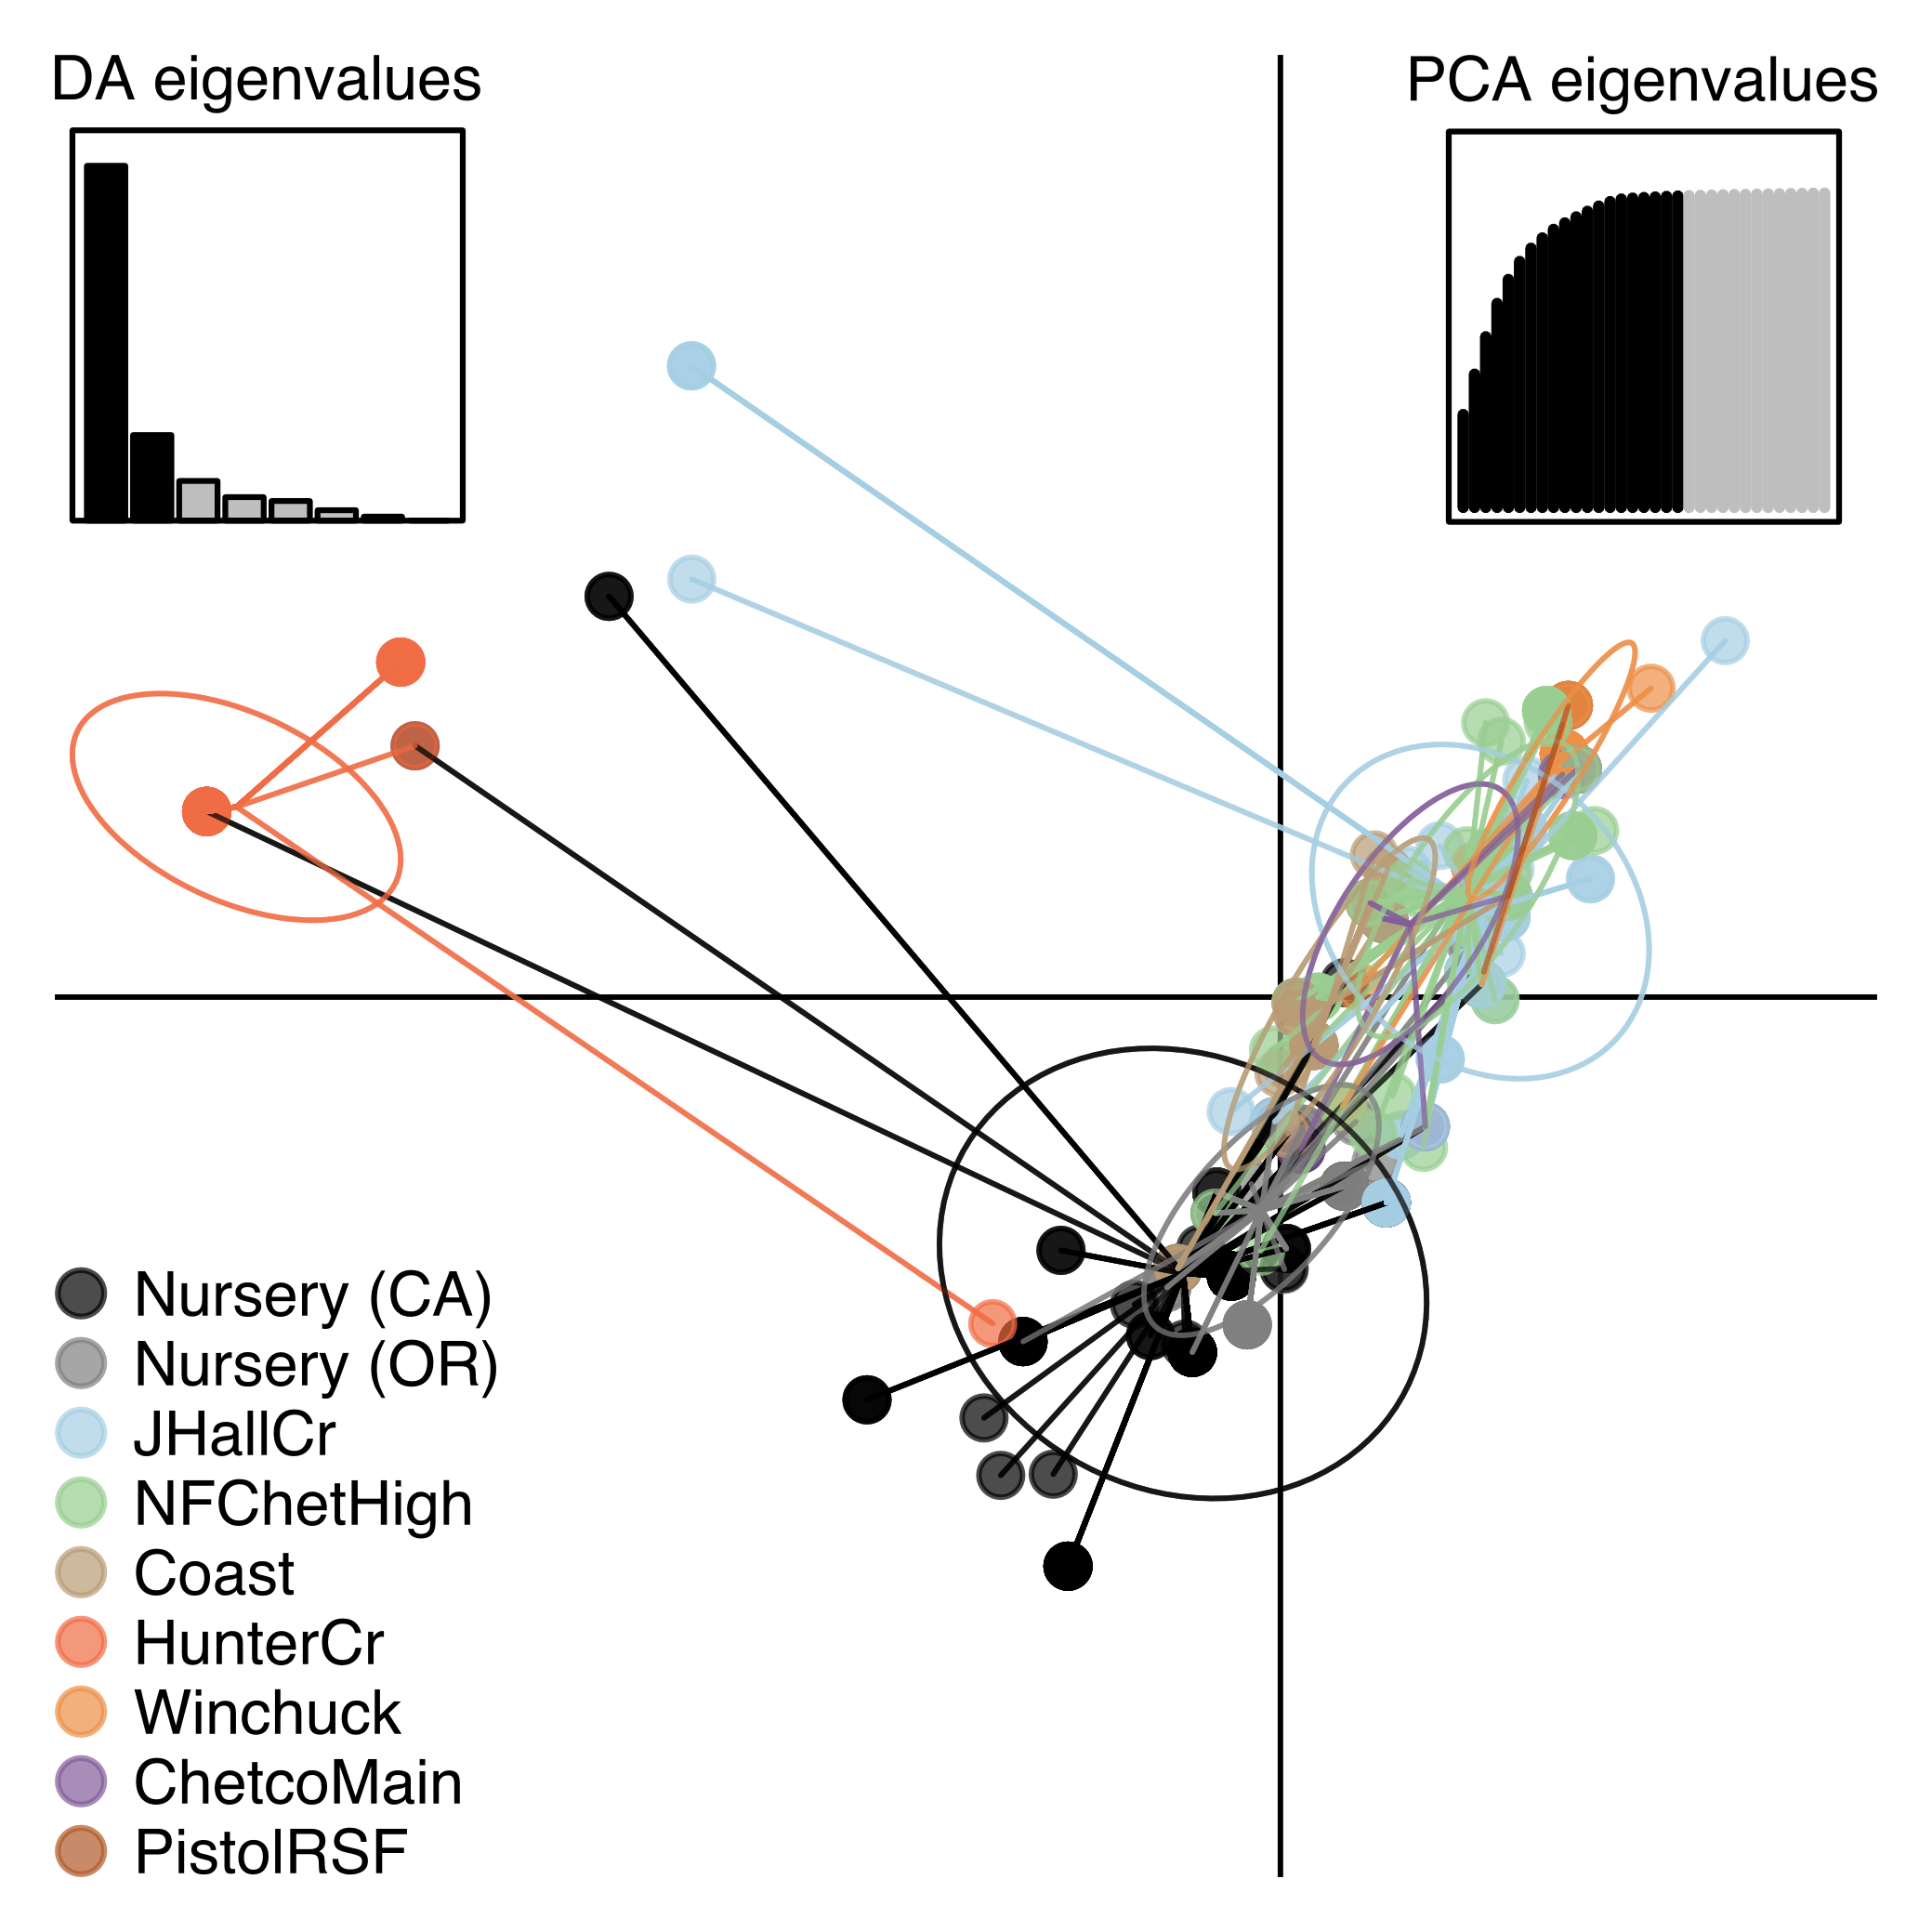 DA eigenvalues
PCA eigenvalues
Nursery (CA)
Nursery (OR)
JHallCr
NFChetHigh
Coast
HunterCr
Winchuck
ChetcoMain
PistolRSF